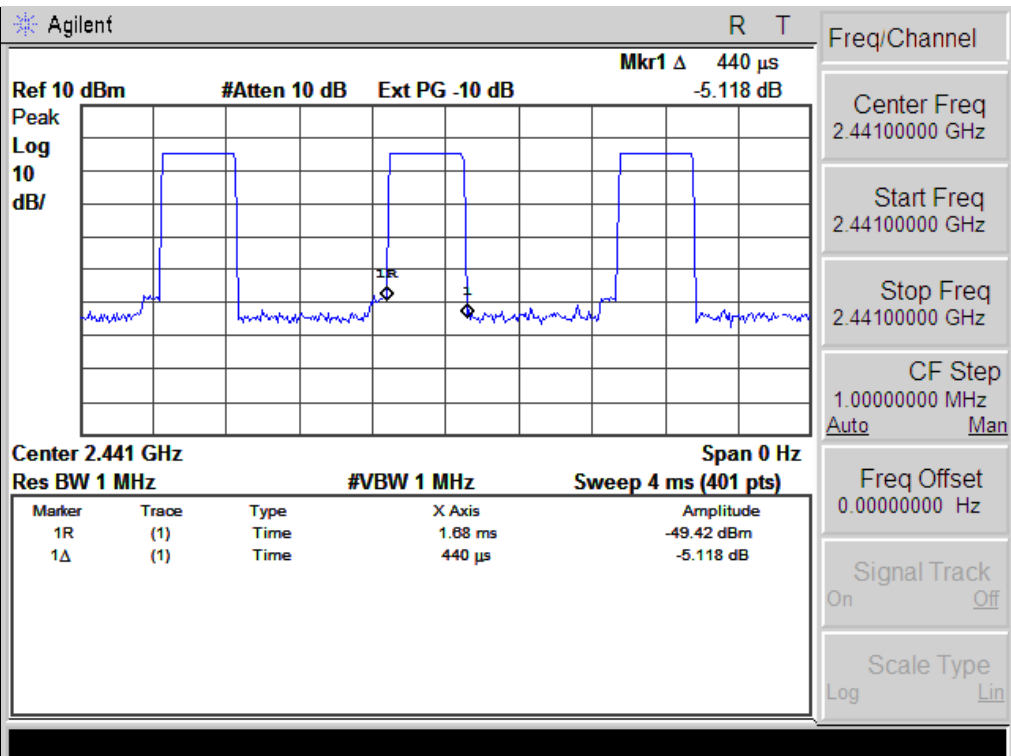 Agilent R T
Mkr1 Δ 440 μs
Ref 10 dBm #Atten 10 dB Ext PG -10 dB -5.118 dB
Peak
Log
10
dB/
1R
1
Center 2.441 GHz Span 0 Hz
Res BW 1 MHz #VBW 1 MHz Sweep 4 ms (401 pts)
Marker Trace Type X Axis Amplitude
1R (1) Time 1.68 ms -49.42 dBm
1Δ (1) Time 440 μs -5.118 dB
Freq/Channel
Center Freq
2.44100000 GHz
Start Freq
2.44100000 GHz
Stop Freq
2.44100000 GHz
CF Step
1.00000000 MHz
Auto Man
Freq Offset
0.00000000 Hz
Signal Track
On Off
Scale Type
Log Lin